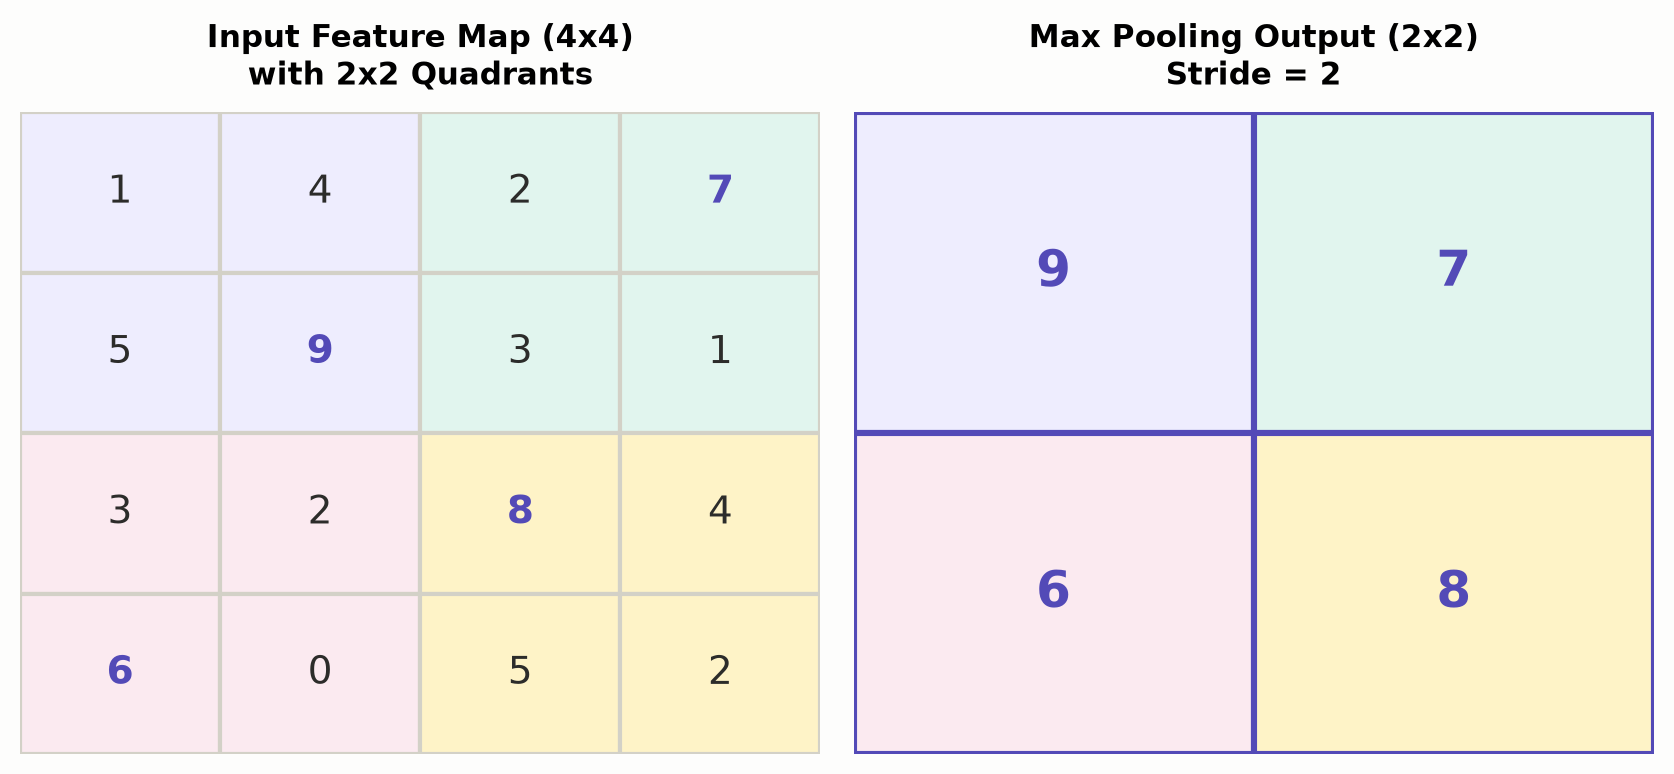 Input Feature Map (4x4)
with 2x2 Quadrants
1 4 2 7
5 9 3 1
3 2 8 4
6 0 5 2
Max Pooling Output (2x2)
Stride = 2
9 7
6 8